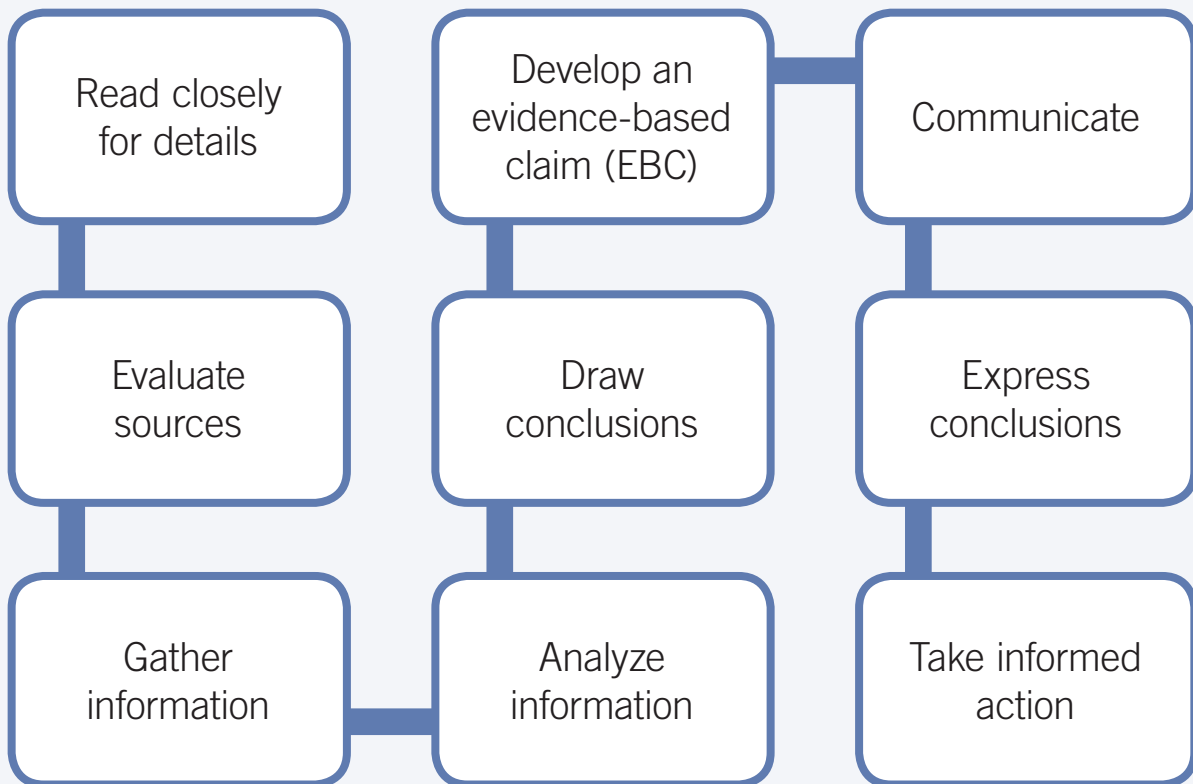 Read closely
for details
Evaluate
sources
Gather
information
Analyze
information
Draw
conclusions
Develop an
evidence-based
claim (EBC)
Communicate
Express
conclusions
Take informed
action